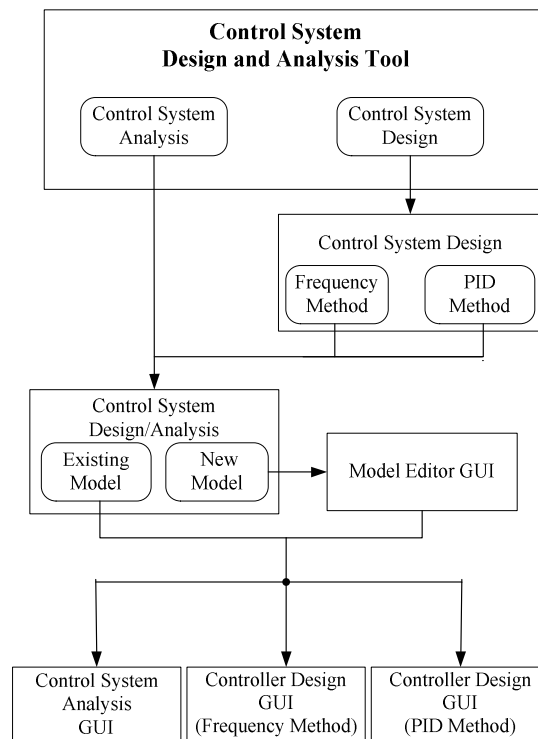 Control System
Design and Analysis Tool
Control System
Analysis
Control System
Design
Control System Design
Frequency
Method
PID
Method
Control System
Design/Analysis
Existing
Model
New
Model
Model Editor GUI
Control System
Analysis
GUI
Controller Design
GUI
(Frequency Method)
Controller Design
GUI
(PID Method)